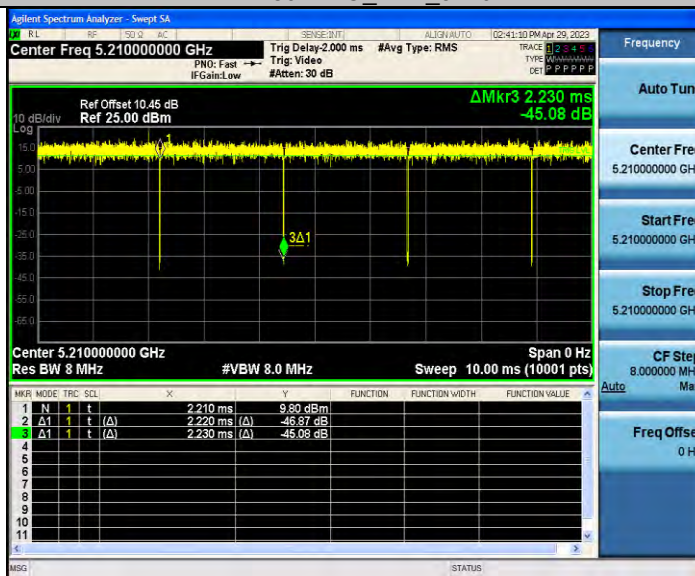 Agilent Spectrum Analyzer - Swept SA
LXI RL RF 50 Ω AC SENSE:INT ALIGN AUTO 02:41:10 PM Apr 29, 2023
Center Freq 5.210000000 GHz
PNO: Fast
IFGain:Low
Trig Delay-2.000 ms
Trig: Video
#Atten: 30 dB
#Avg Type: RMS
TRACE 1 2 3 4 5 6
TYPE W
DET P P P P P P
Frequency
Auto Tun
Center Fre
5.210000000 GH
Start Fre
5.210000000 GH
Stop Fre
5.210000000 GH
CF Step
8.000000 MH
Auto Ma
Freq Offse
0 H
ΔMkr3 2.230 ms
-45.08 dB
Ref Offset 10.45 dB
10 dB/div Ref 25.00 dBm
Log
15.0
5.00
-5.00
-15.0
-25.0
-35.0
-45.0
-55.0
-65.0
1
3Δ1
Center 5.210000000 GHz Span 0 Hz
Res BW 8 MHz #VBW 8.0 MHz Sweep 10.00 ms (10001 pts)
MKR MODE TRC SCL X Y FUNCTION FUNCTION WIDTH FUNCTION VALUE
1 N 1 t 2.210 ms 9.80 dBm
2 Δ1 1 t (Δ) 2.220 ms (Δ) -46.87 dB
3 Δ1 1 t (Δ) 2.230 ms (Δ) -45.08 dB
4
5
6
7
8
9
10
11
MSG STATUS